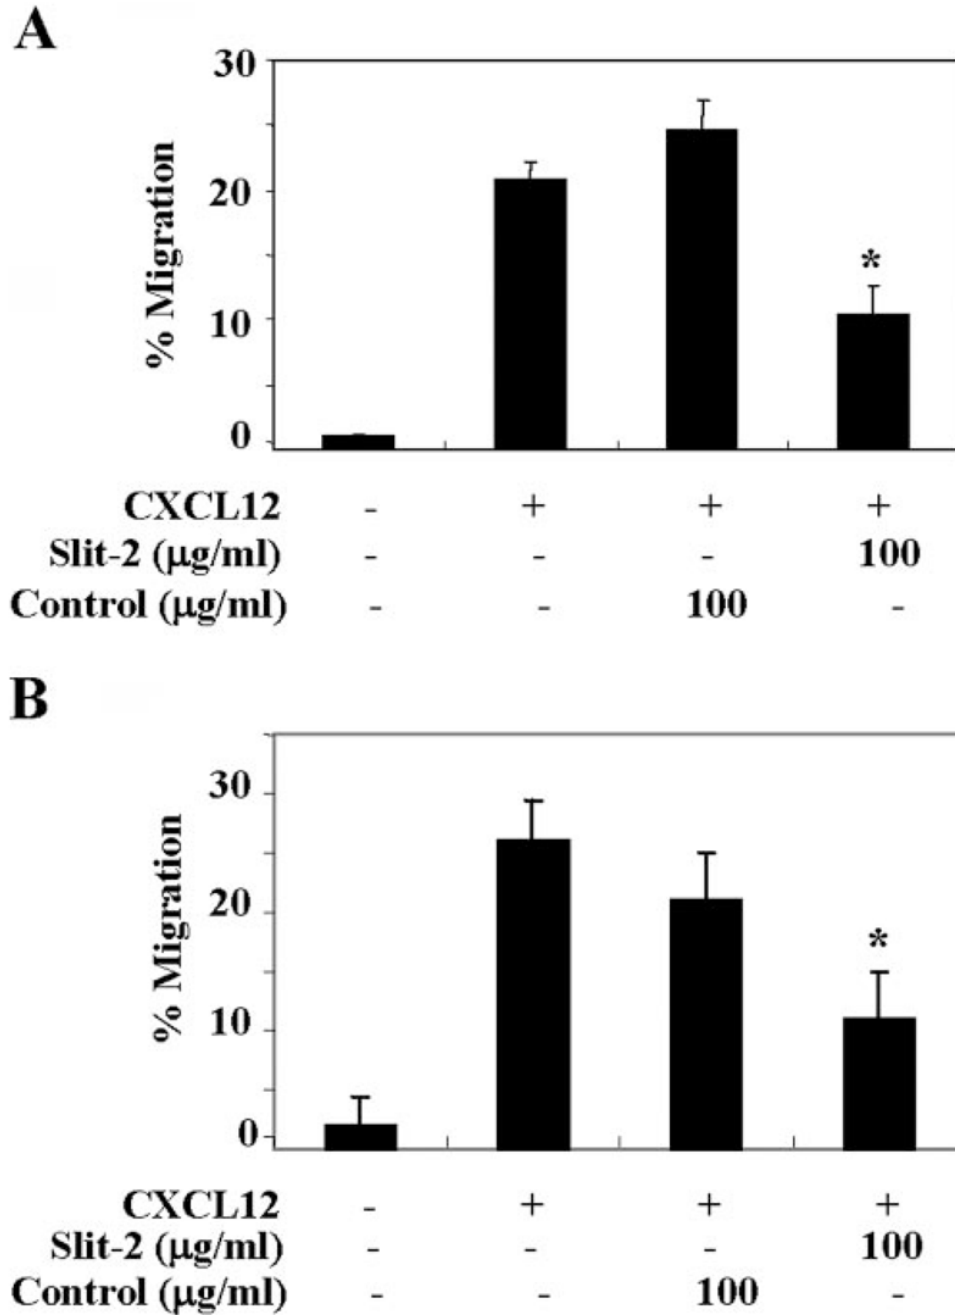 A
30
20
10
0
% Migration
*
CXCL12 - + + +
Slit-2 (µg/ml) - - - 100
Control (µg/ml) - - 100 -
B
30
20
10
0
% Migration
*
CXCL12 - + + +
Slit-2 (µg/ml) - - - 100
Control (µg/ml) - - 100 -